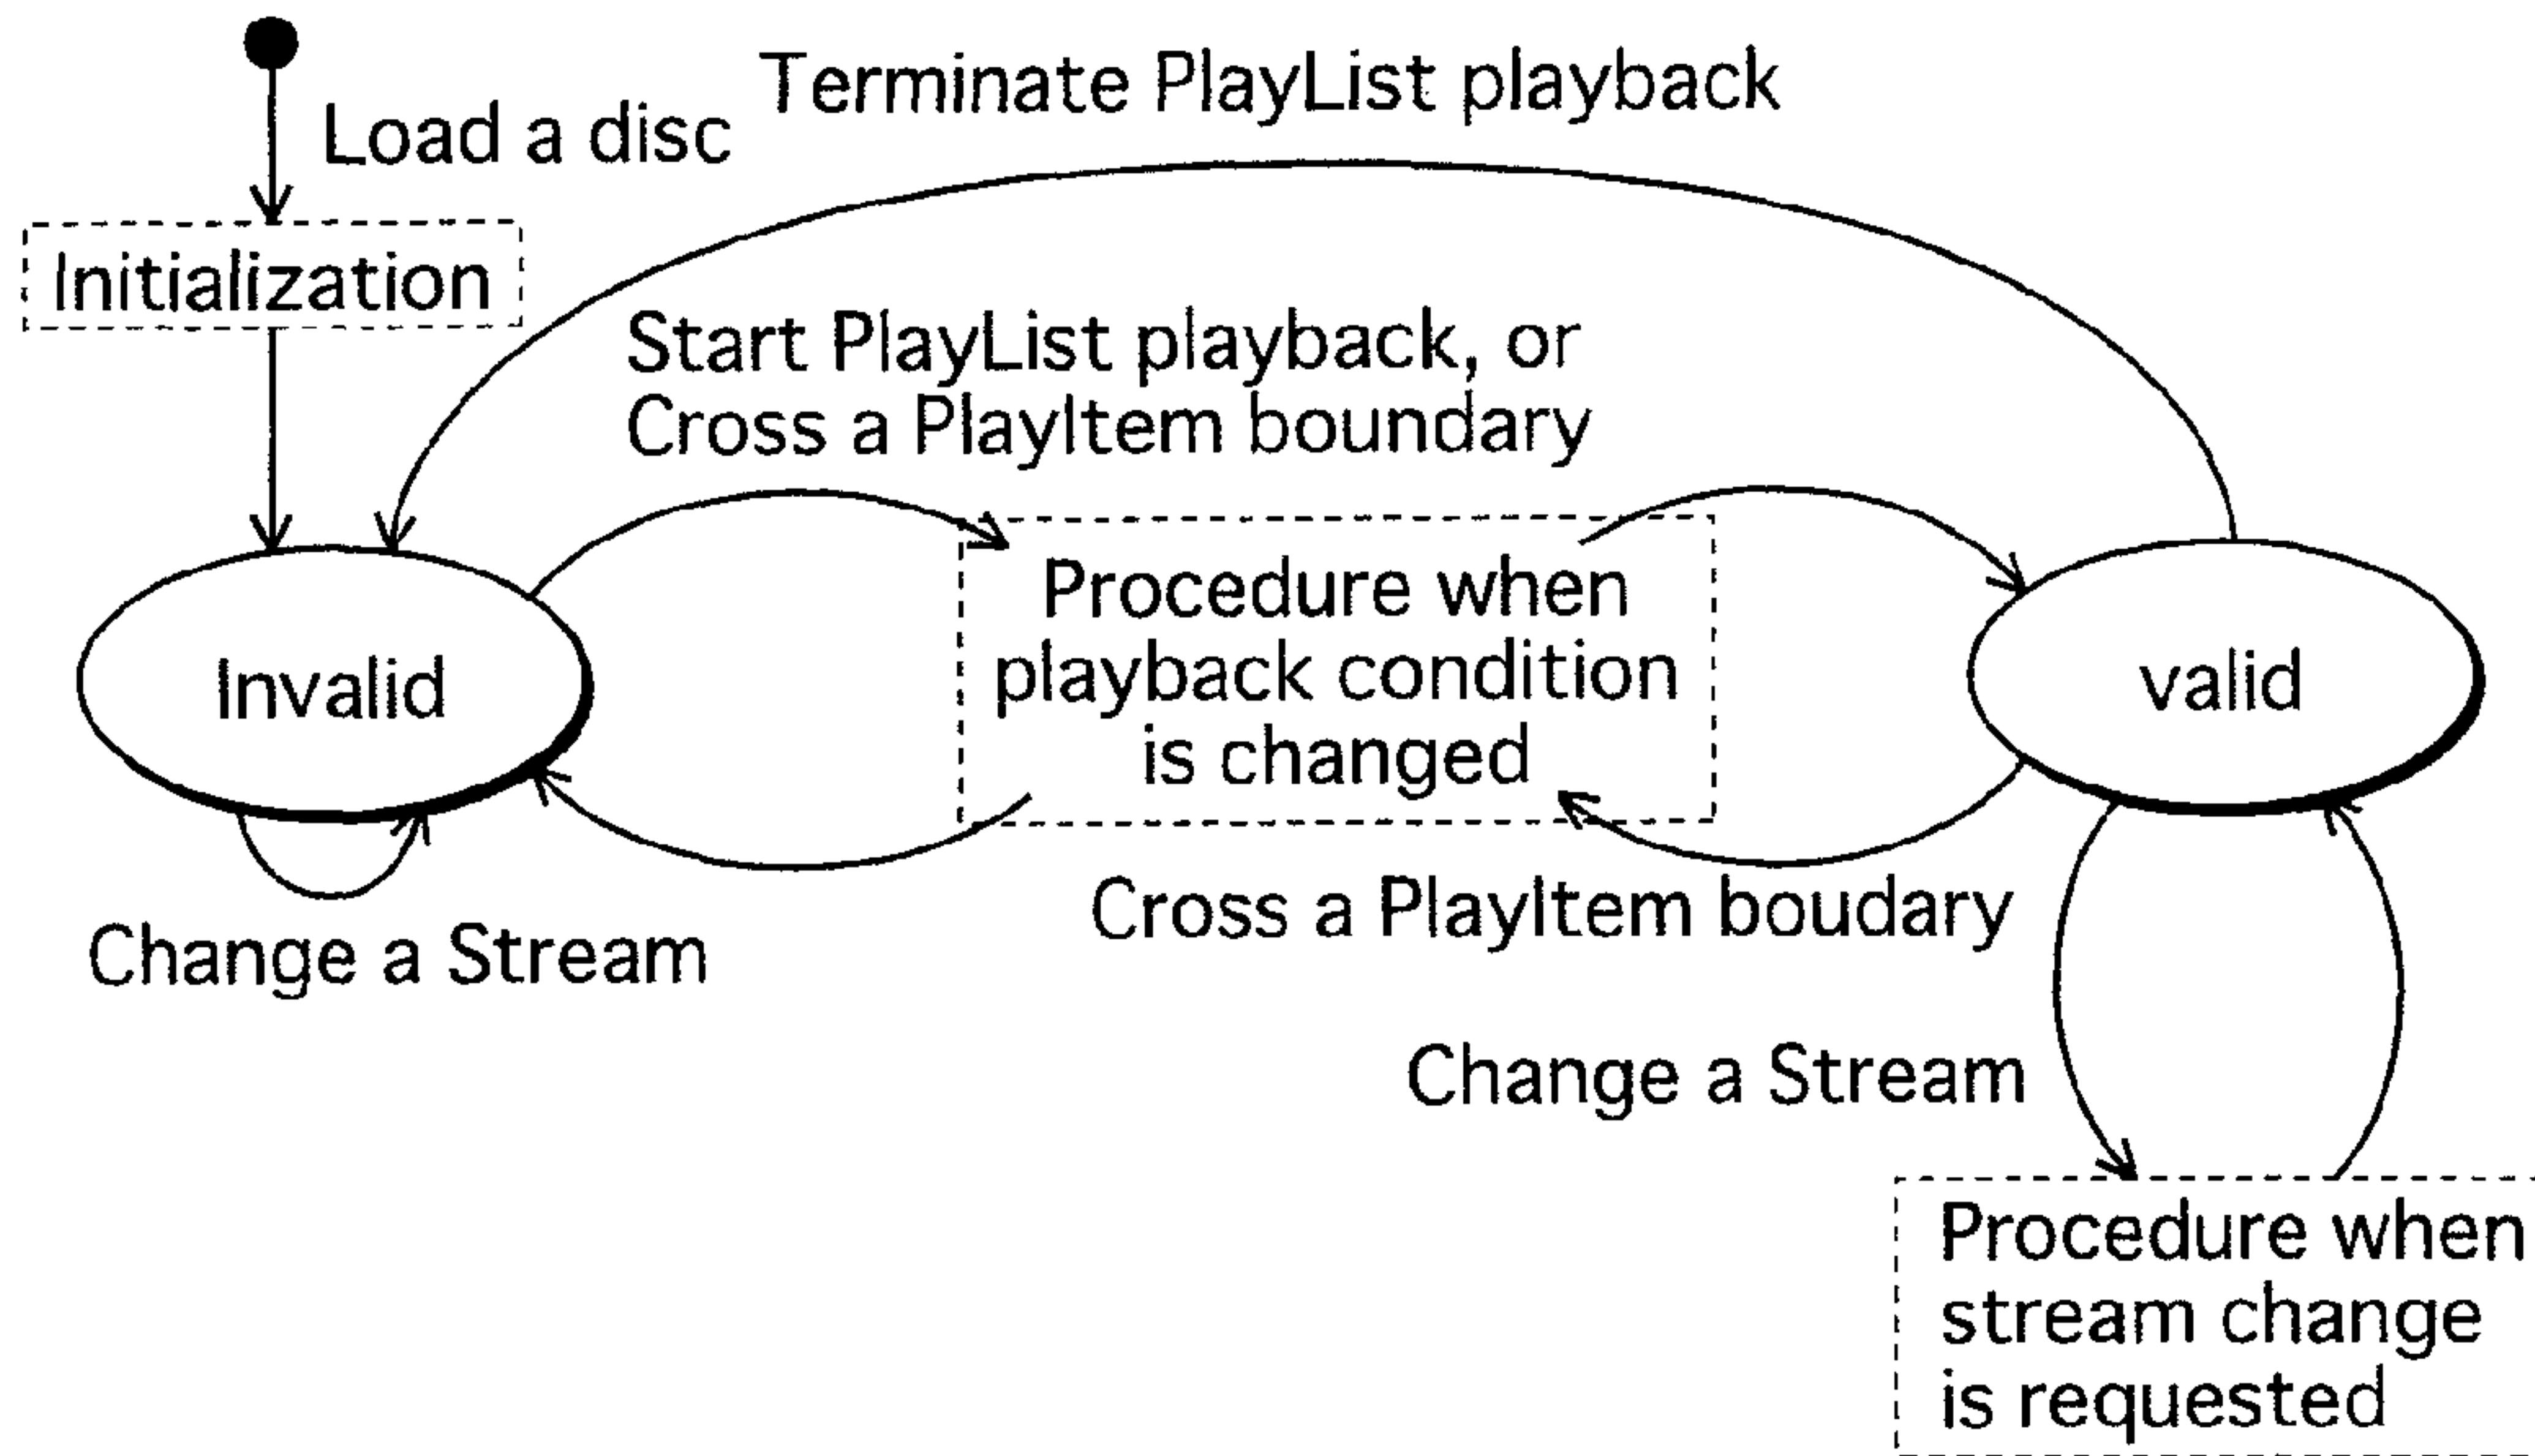 Terminate PlayList playback
Load a disc
Initialization
Start PlayList playback, or
Cross a PlayItem boundary
Procedure when
playback condition
is changed
Invalid
valid
Cross a PlayItem boudary
Change a Stream
Change a Stream
Procedure when
stream change
is requested